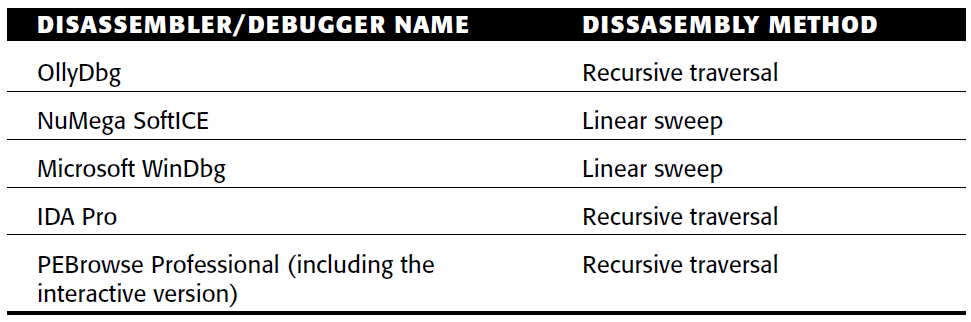 DISASSEMBLER/DEBUGGER NAME DISSASEMBLY METHOD
OllyDbg Recursive traversal
NuMega SoftICE Linear sweep
Microsoft WinDbg Linear sweep
IDA Pro Recursive traversal
PEBrowse Professional (including the Recursive traversal
interactive version)